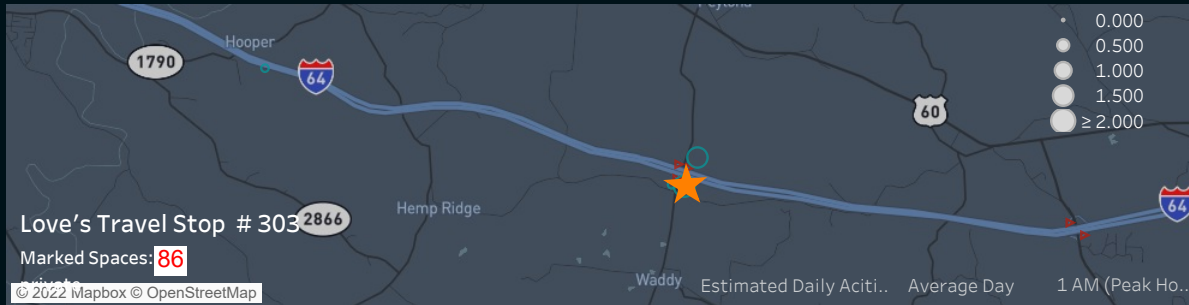 Peytona
0.000
Hooper
0.500
1790
64
1.000
1.500
60
≥ 2.000
Hemp Ridge
64
Love's Travel Stop # 303
2866
Marked Spaces: 86
private
Waddy
Estimated Daily Aciti.. Average Day 1 AM (Peak Ho..
© 2022 Mapbox © OpenStreetMap